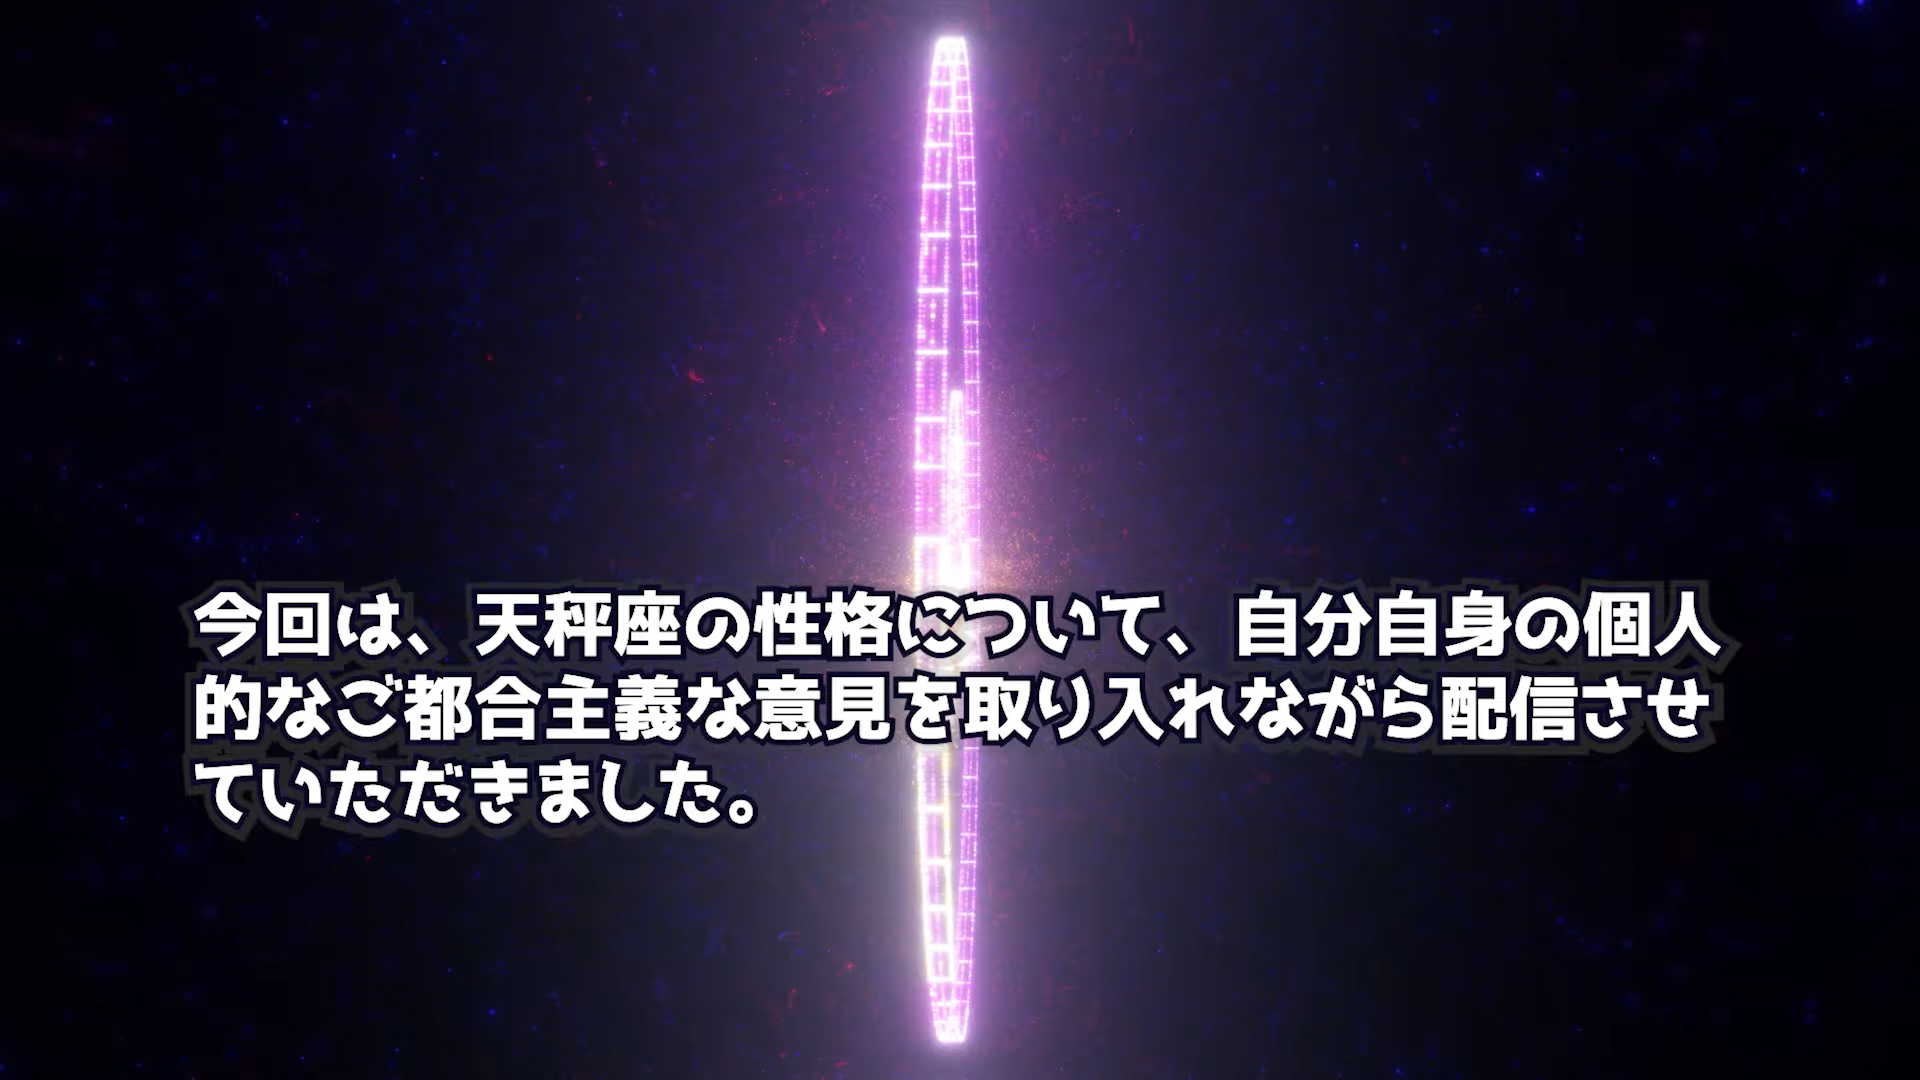 今回は、天秤座の性格について、自分自身の個人
的なご都合主義な意見を取り入れながら配信させ
ていただきました。